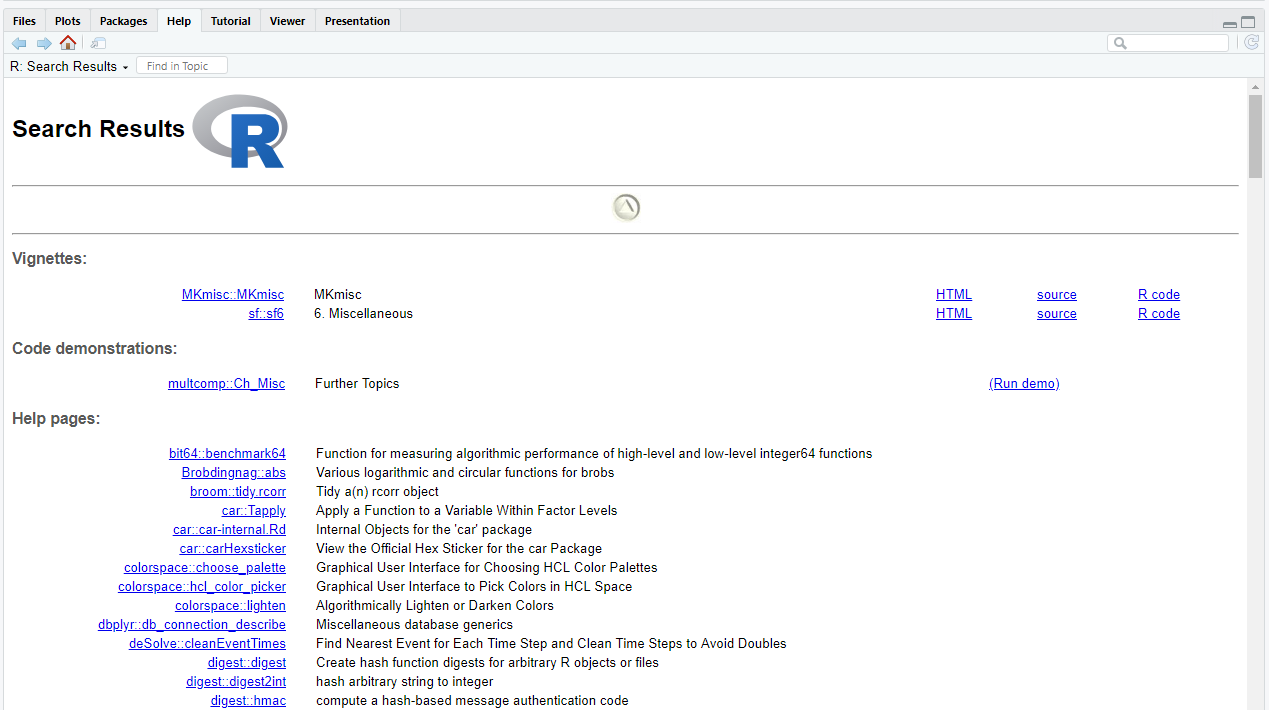 Files Plots Packages Help Tutorial Viewer Presentation
R: Search Results Find in Topic
Search Results R
Vignettes:
MKmisc::MKmisc MKmisc HTML source R code
sf::sf6 6. Miscellaneous HTML source R code
Code demonstrations:
multcomp::Ch_Misc Further Topics (Run demo)
Help pages:
bit64::benchmark64 Function for measuring algorithmic performance of high-level and low-level integer64 functions
Brobdingnag::abs Various logarithmic and circular functions for brobs
broom::tidy.rcorr Tidy a(n) rcorr object
car::Tapply Apply a Function to a Variable Within Factor Levels
car::car-internal.Rd Internal Objects for the 'car' package
car::carHexsticker View the Official Hex Sticker for the car Package
colorspace::choose_palette Graphical User Interface for Choosing HCL Color Palettes
colorspace::hcl_color_picker Graphical User Interface to Pick Colors in HCL Space
colorspace::lighten Algorithmically Lighten or Darken Colors
dbplyr::db_connection_describe Miscellaneous database generics
deSolve::cleanEventTimes Find Nearest Event for Each Time Step and Clean Time Steps to Avoid Doubles
digest::digest Create hash function digests for arbitrary R objects or files
digest::digest2int hash arbitrary string to integer
digest::hmac compute a hash-based message authentication code